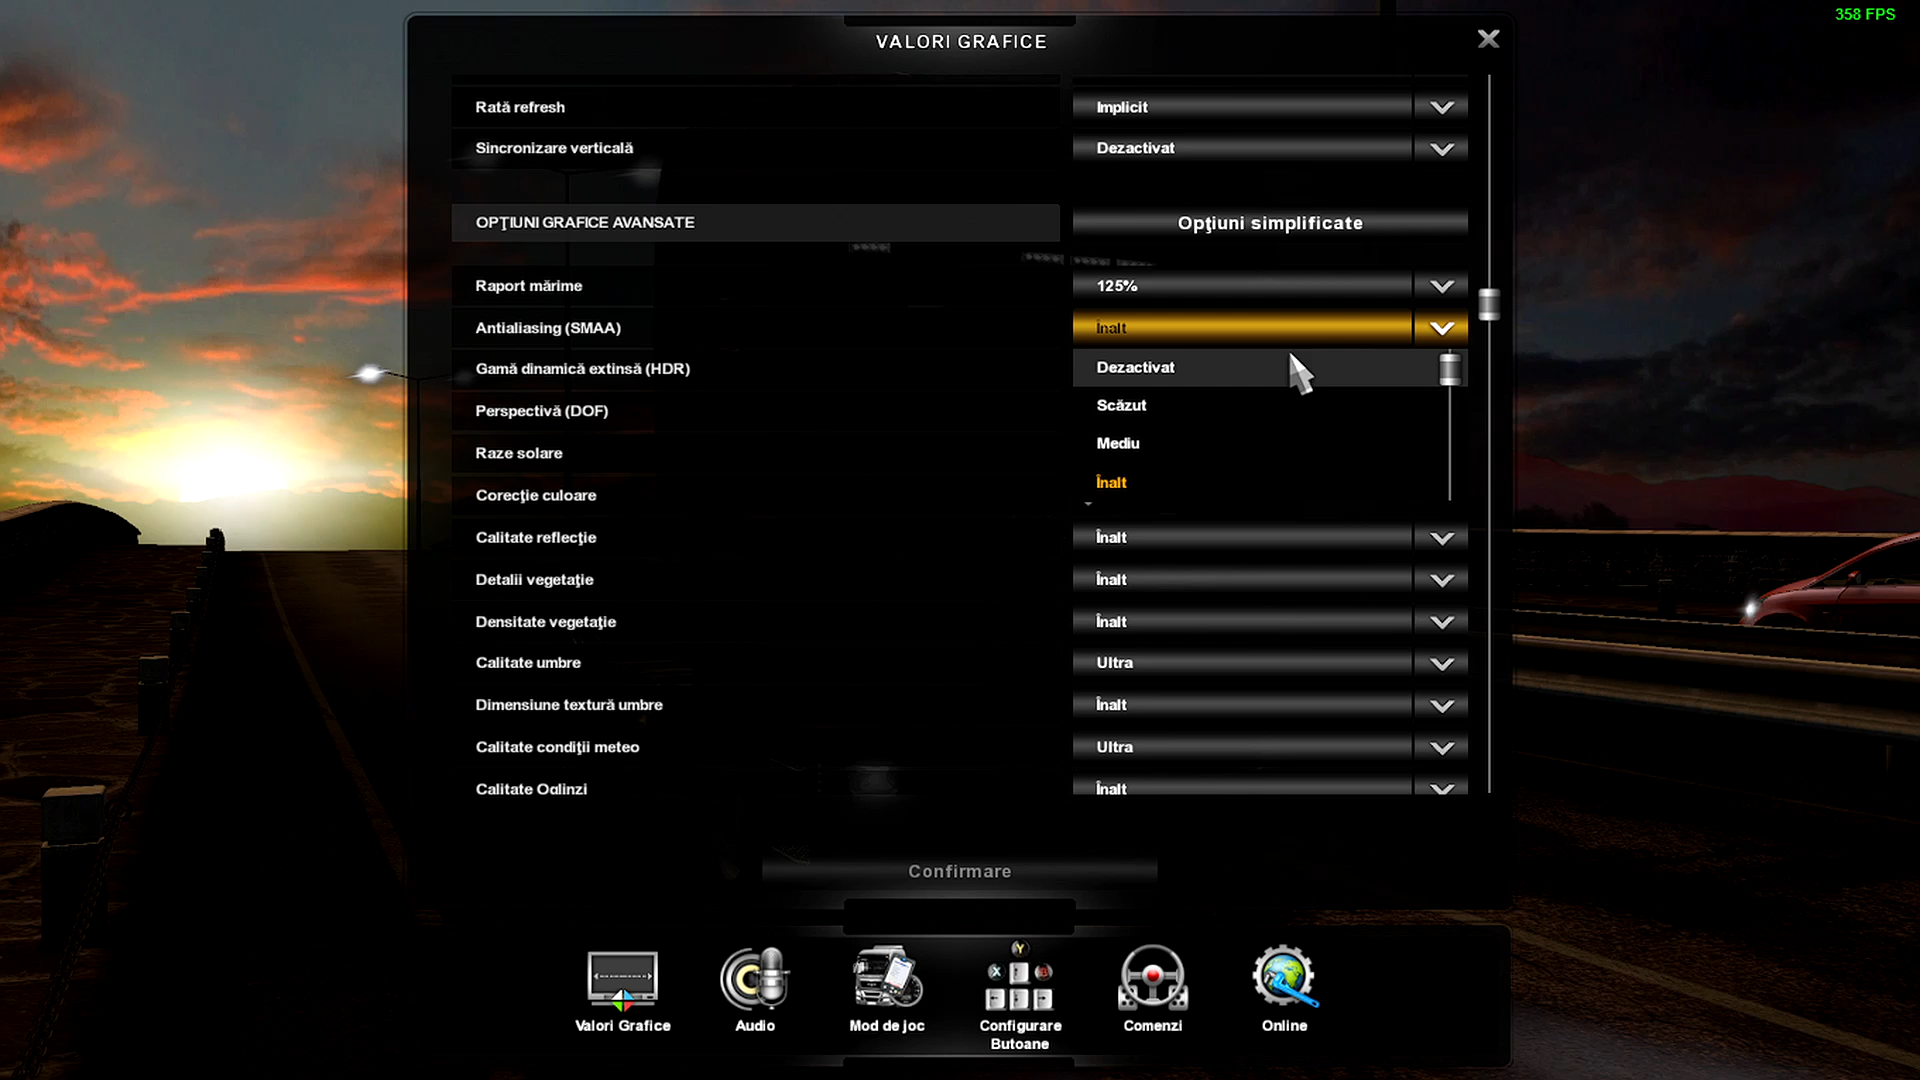 358 FPS
VALORI GRAFICE
Rată refresh
Implicit
Sincronizare verticală
Dezactivat
OPŢIUNI GRAFICE AVANSATE
Opţiuni simplificate
Raport mărime
125%
Antialiasing (SMAA)
Înalt
Gamă dinamică extinsă (HDR)
Dezactivat
Scăzut
Mediu
Înalt
Perspectivă (DOF)
Raze solare
Corecţie culoare
Calitate reflecţie
Înalt
Detalii vegetaţie
Înalt
Densitate vegetaţie
Înalt
Calitate umbre
Ultra
Dimensiune textură umbre
Înalt
Calitate condiţii meteo
Ultra
Calitate Oglinzi
Înalt
Confirmare
Valori Grafice
Audio
Mod de joc
Configurare
Butoane
Comenzi
Online
Y
X
B